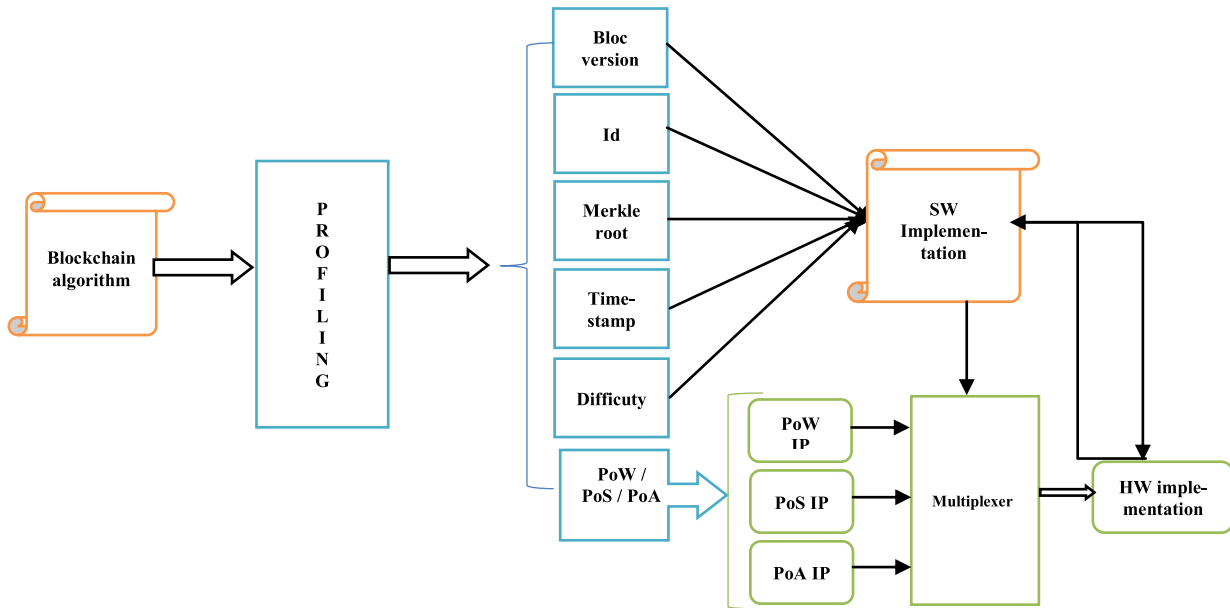 Blockchain
algorithm
P
R
O
F
I
L
I
N
G
Bloc
version
Id
Merkle
root
Time-
stamp
Difficuty
PoW /
PoS / PoA
SW
Implemen-
tation
PoW
IP
PoS IP
PoA IP
Multiplexer
HW imple-
mentation